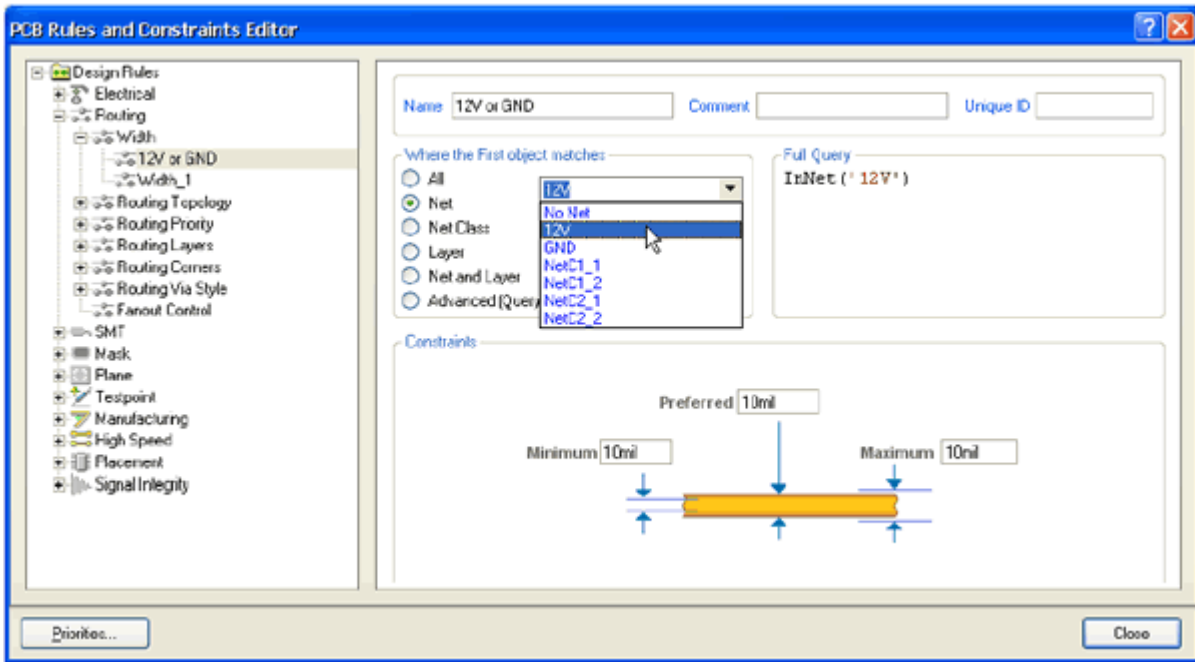 PCB Rules and Constraints Editor
Design Rules
Electrical
Routing
Width
12V or GND
Width_1
Routing Topology
Routing Priority
Routing Layers
Routing Corners
Routing Via Style
Fanout Control
SMT
Mask
Plane
Testpoint
Manufacturing
High Speed
Placement
Signal Integrity
Name 12V or GND Comment Unique ID
Where the First object matches
All
Net
Net Class
Layer
Net and Layer
Advanced (Query
12V
No Net
12V
GND
NetC1_1
NetC1_2
NetC2_1
NetC2_2
Full Query
InNet('12V')
Constraints
Preferred 10mil
Minimum 10mil Maximum 10mil
Priorities... Close